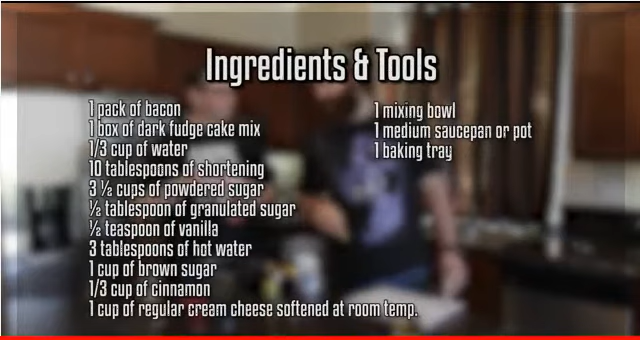 Ingredients & Tools
1 pack of bacon
1 box of dark fudge cake mix
1/3 cup of water
10 tablespoons of shortening
3 ½ cups of powdered sugar
½ tablespoon of granulated sugar
½ teaspoon of vanilla
3 tablespoons of hot water
1 cup of brown sugar
1/3 cup of cinnamon
1 cup of regular cream cheese softened at room temp.
1 mixing bowl
1 medium saucepan or pot
1 baking tray